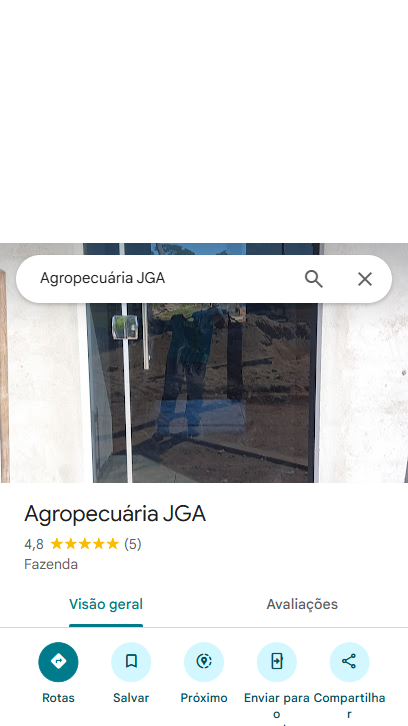 Agropecuária JGA
Agropecuária JGA
4,8 (5)
Fazenda
Visão geral Avaliações
Rotas Salvar Próximo Enviar para o Compartilhar